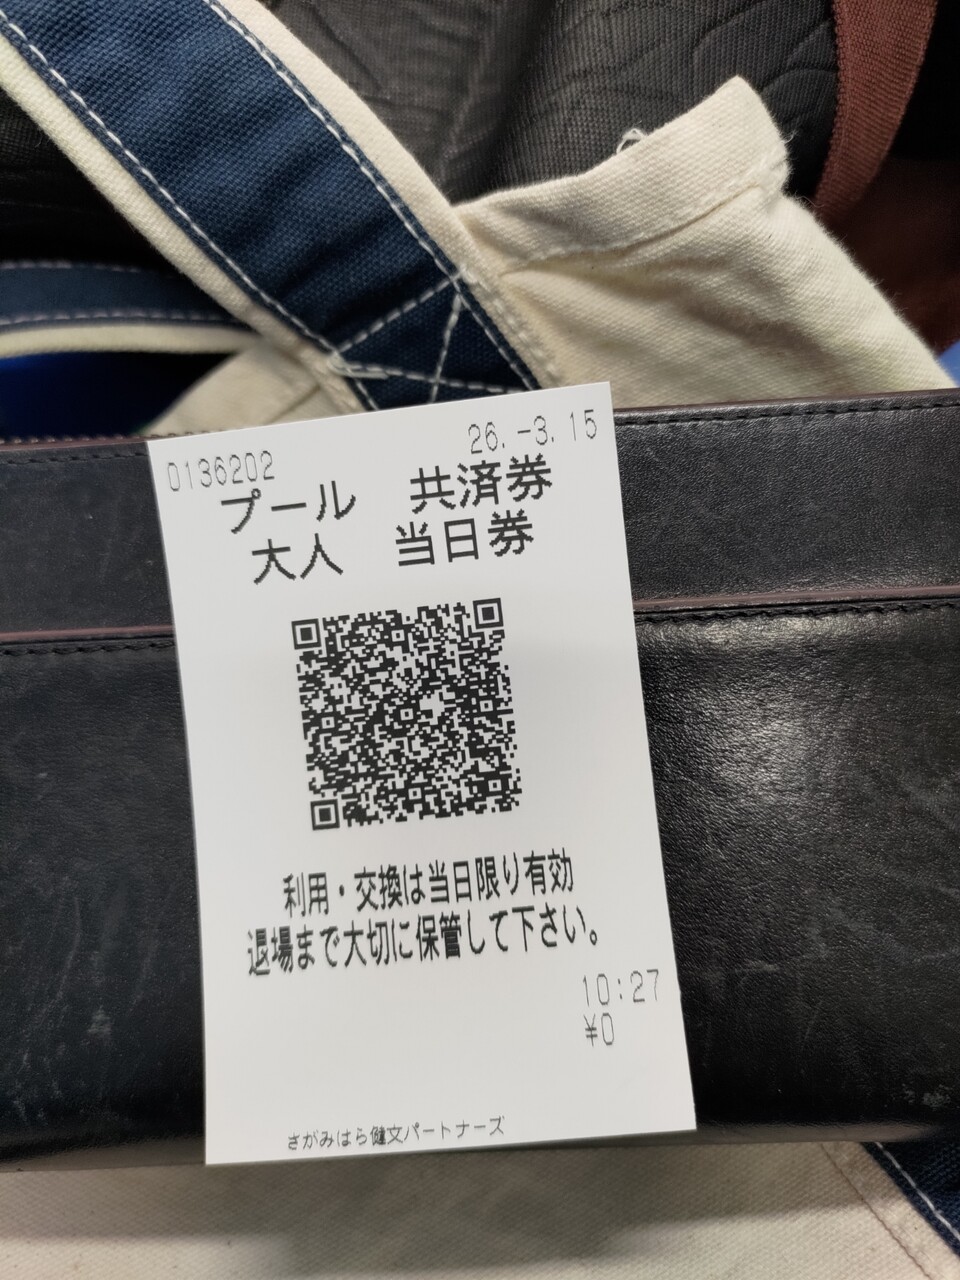 0136202 26.-3.15
プール 共済券
大人 当日券
利用・交換は当日限り有効
退場まで大切に保管して下さい。
10:27
¥0
さがみはら健文パートナーズ